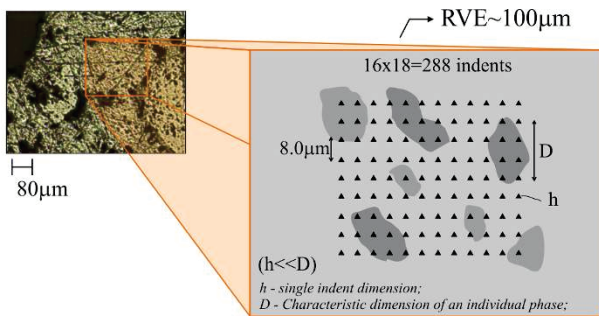 RVE~100μm
16x18=288 indents
8.0μm
D
80μm
h
(h<<D)
h - single indent dimension;
D - Characteristic dimension of an individual phase;